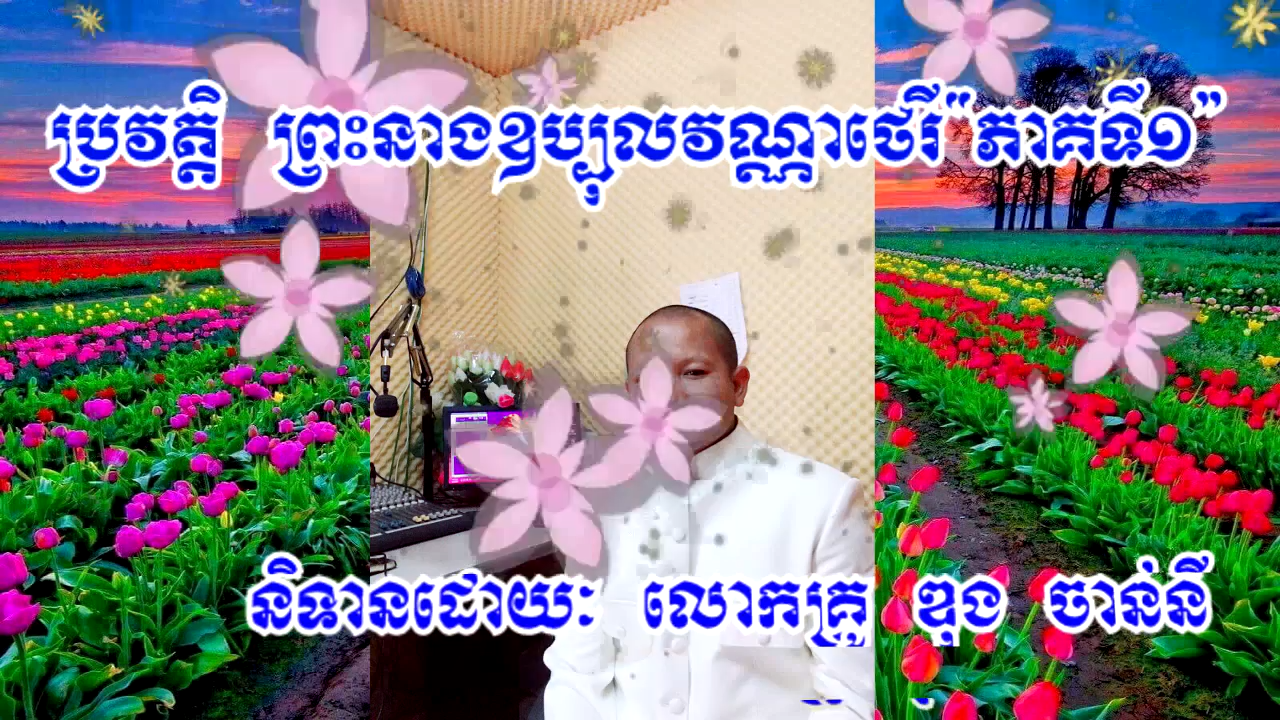 ប្រវត្តិ ព្រះនាងឧប្បុលវណ្ណាថេរី "ភាគទី១"
និទានដោយៈ លោកគ្រូ ឌុង ចាន់នី